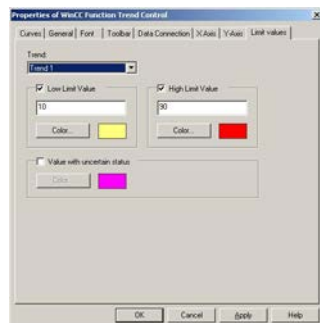 Properties of WinCC Function Trend Control
Curves General Font Toolbar Data Connection X Axis Y-Axis Limit values
Trend:
Trend 1
Low Limit Value
High Limit Value
10
90
Color...
Color...
Value with uncertain status
Color...
OK Cancel Apply Help